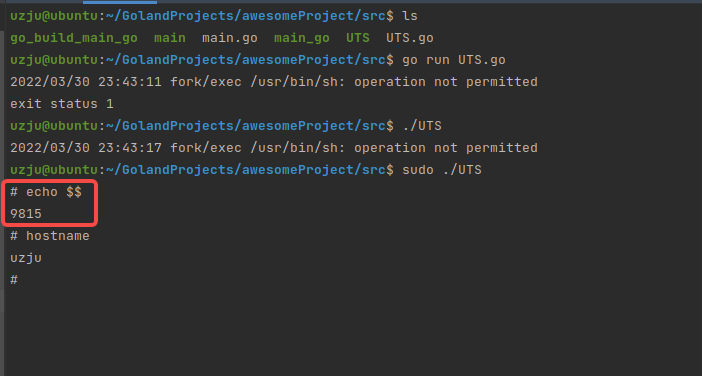 uzju@ubuntu:~/GolandProjects/awesomeProject/src$ ls
go_build_main_go  main  main.go  main_go  UTS  UTS.go
uzju@ubuntu:~/GolandProjects/awesomeProject/src$ go run UTS.go
2022/03/30 23:43:11 fork/exec /usr/bin/sh: operation not permitted
exit status 1
uzju@ubuntu:~/GolandProjects/awesomeProject/src$ ./UTS
2022/03/30 23:43:17 fork/exec /usr/bin/sh: operation not permitted
uzju@ubuntu:~/GolandProjects/awesomeProject/src$ sudo ./UTS
# echo $$
9815
# hostname
uzju
#